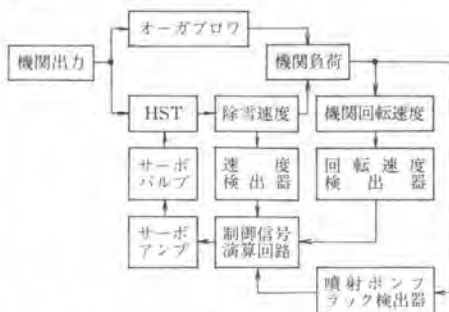 オーガブロワ
機関出力
機関負荷
HST
除雪速度
機関回転速度
サーボ
バルブ
速度
検出器
回転速度
検出器
サーボ
アンプ
制御信号
演算回路
噴射ポンプ
ラック検出器